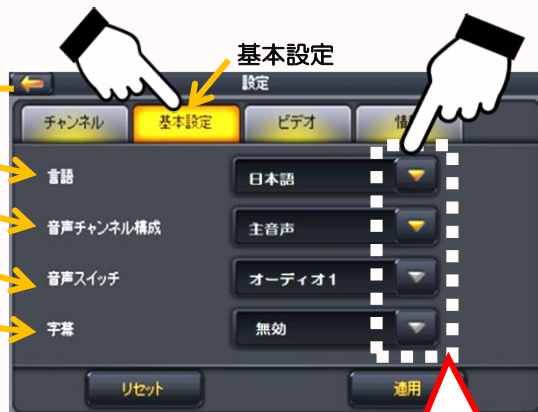 基本設定
設定
チャンネル
基本設定
ビデオ
言語
日本語
音声チャンネル構成
主音声
音声スイッチ
オーディオ1
字幕
無効
リセット
適用